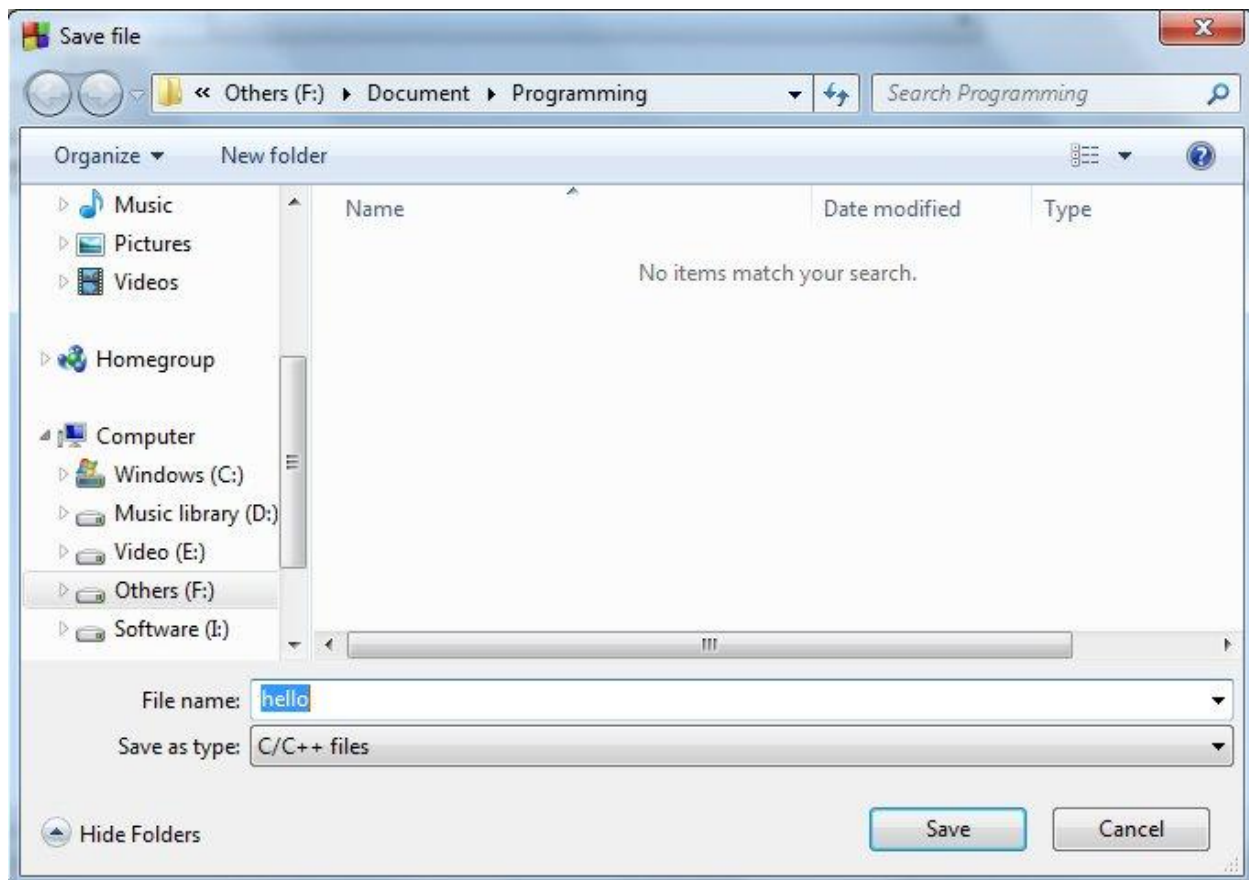 Save file
« Others (F:) Document Programming
Search Programming
Organize New folder
Music
Pictures
Videos
Homegroup
Computer
Windows (C:)
Music library (D:)
Video (E:)
Others (F:)
Software (I:)
Name Date modified Type
No items match your search.
File name: hello
Save as type: C/C++ files
Hide Folders
Save Cancel